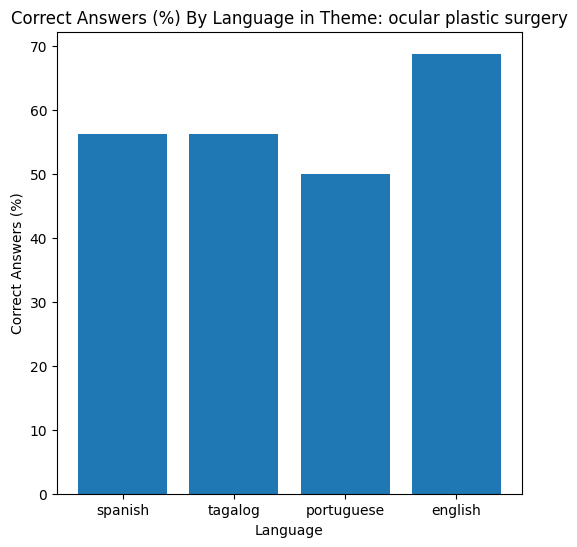 Correct Answers (%) By Language in Theme: ocular plastic surgery
70
60
50
40
30
20
10
0
Correct Answers (%)
spanish tagalog portuguese english
Language